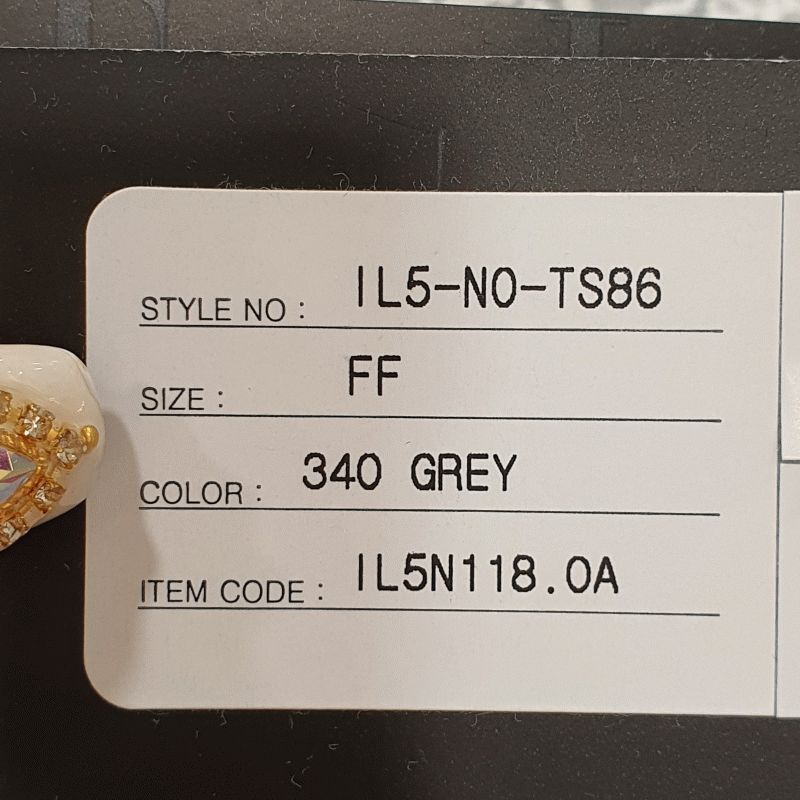 STYLE NO : IL5-NO-TS86
SIZE : FF
COLOR : 340 GREY
ITEM CODE : IL5N118.0A